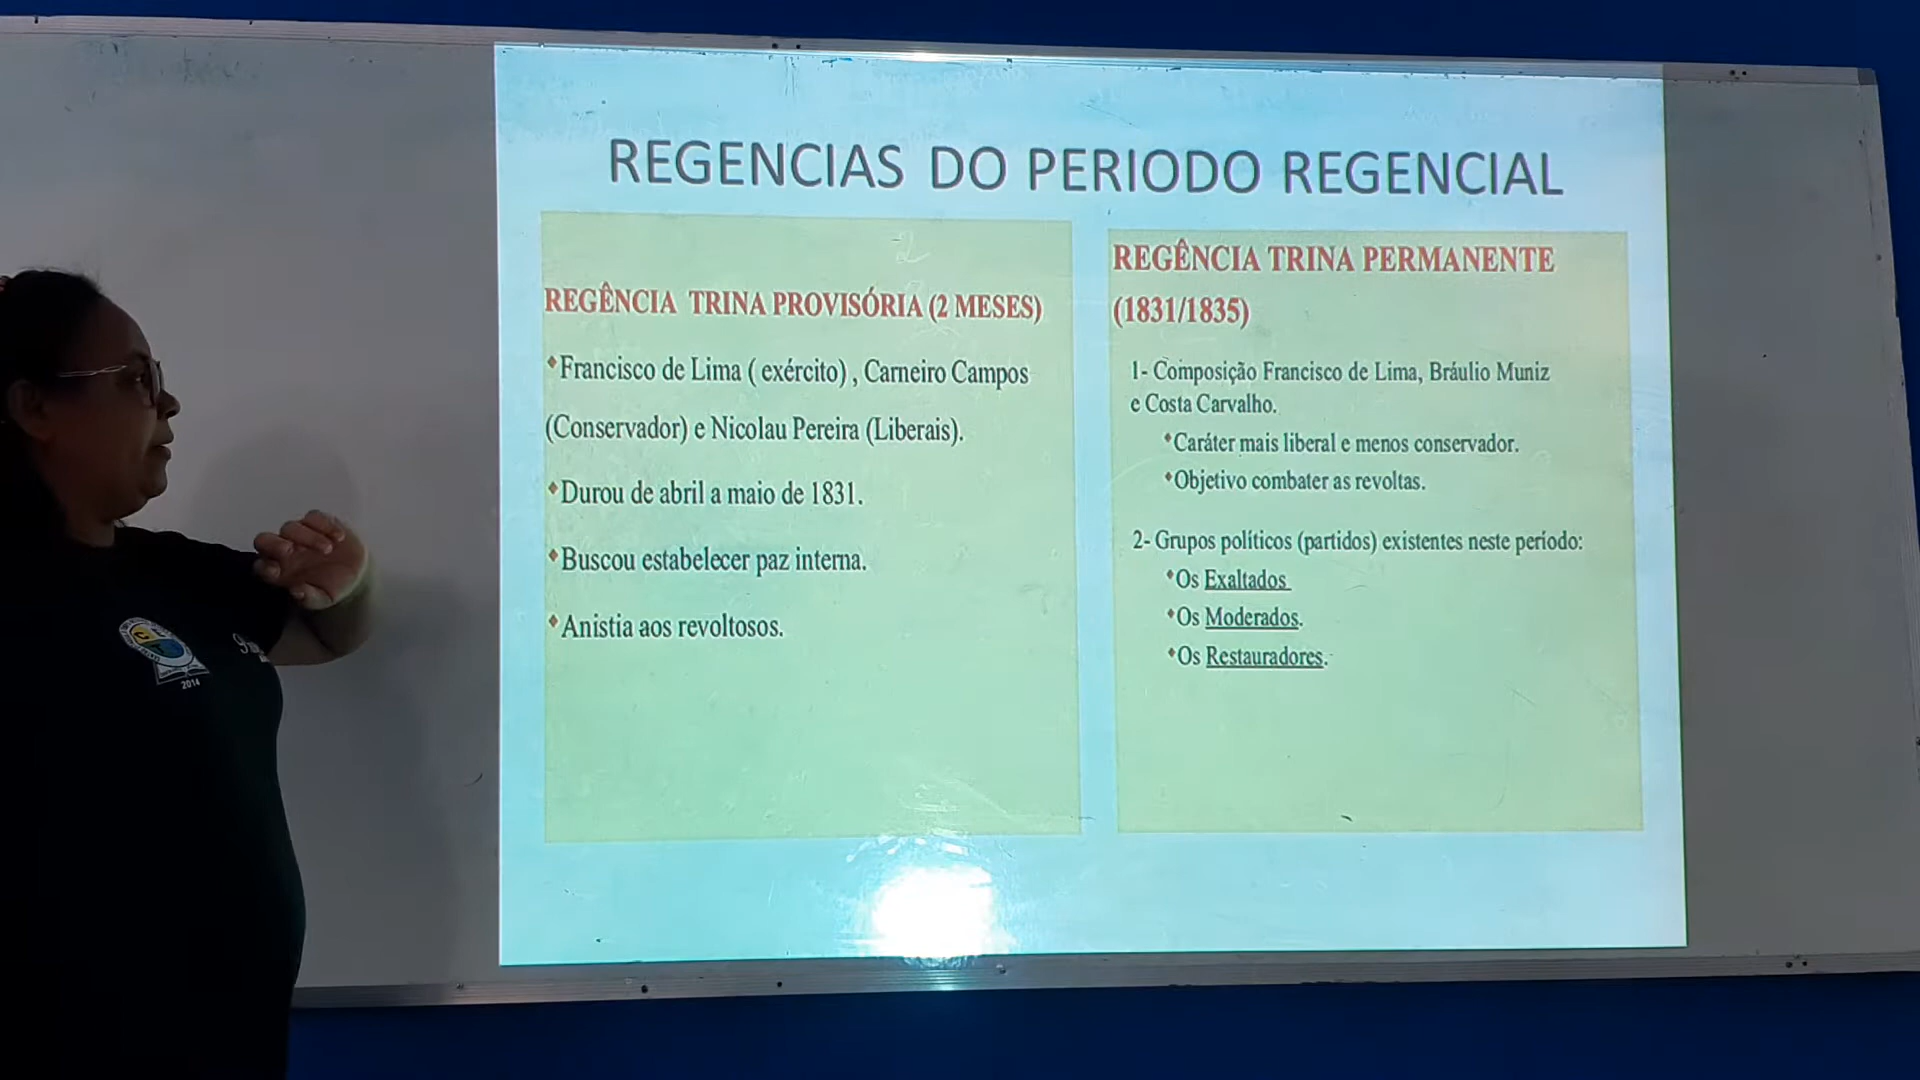 REGENCIAS DO PERIODO REGENCIAL
2
REGÊNCIA TRINA PROVISÓRIA (2 MESES)
Francisco de Lima ( exército) , Carneiro Campos
(Conservador) e Nicolau Pereira (Liberais).
Durou de abril a maio de 1831.
Buscou estabelecer paz interna.
Anistia aos revoltosos.
REGÊNCIA TRINA PERMANENTE
(1831/1835)
1- Composição Francisco de Lima, Bráulio Muniz
e Costa Carvalho.
Caráter mais liberal e menos conservador.
Objetivo combater as revoltas.
2- Grupos políticos (partidos) existentes neste período:
Os Exaltados
Os Moderados.
Os Restauradores.
2014